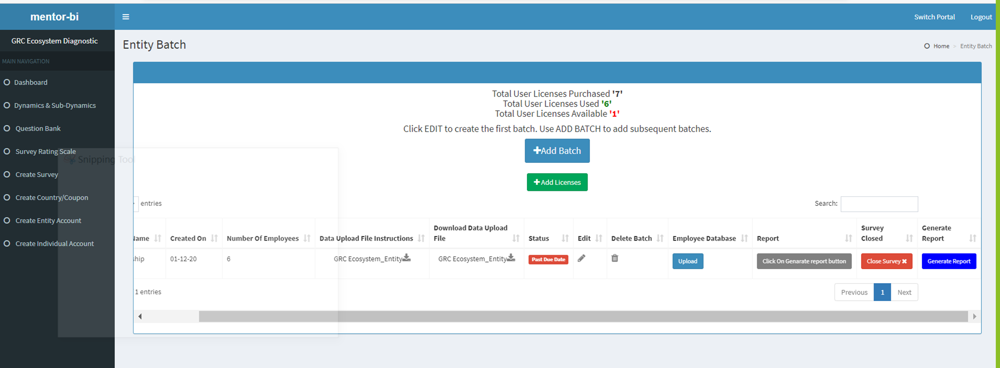 mentor-bi
Switch Portal
Logout
GRC Ecosystem Diagnostic
MAIN NAVIGATION
Dashboard
Dynamics & Sub-Dynamics
Question Bank
Survey Rating Scale
Snipping Tool
Create Survey
Create Country/Coupon
Create Entity Account
Create Individual Account
Entity Batch
Home > Entity Batch
Total User Licenses Purchased '7'
Total User Licenses Used '6'
Total User Licenses Available '1'
Click EDIT to create the first batch. Use ADD BATCH to add subsequent batches.
Add Batch
Add Licenses
entries
Search:
Created On
Number Of Employees
Data Upload File Instructions
Download Data Upload
File
Status
Edit
Delete Batch
Employee Database
Report
Survey
Closed
Generate
Report
01-12-20
6
GRC Ecosystem_Entity
GRC Ecosystem_Entity
Past Due Date
Upload
Click On Genarate report button
Close Survey
Generate Report
1 entries
Previous
1
Next